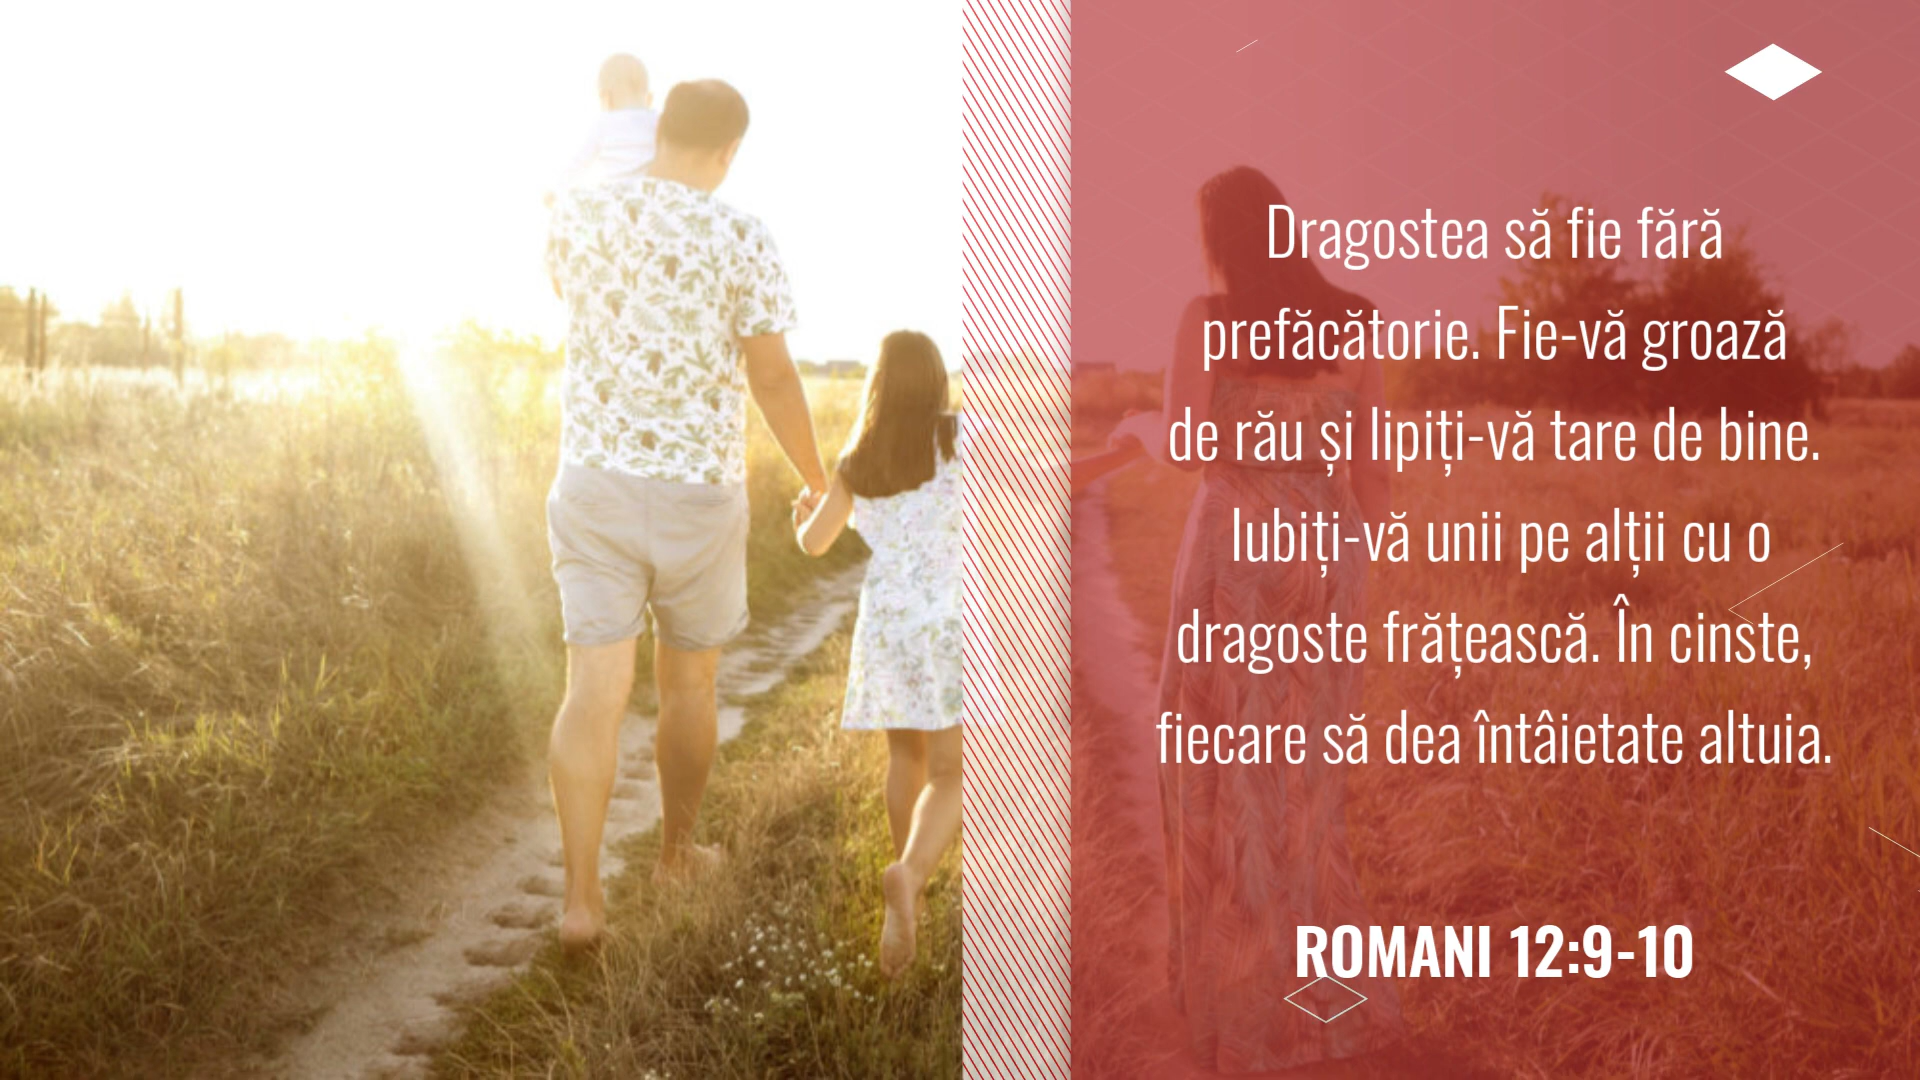 Dragostea să fie fără
prefăcătorie. Fie-vă groază
de rău și lipiți-vă tare de bine.
Iubiți-vă unii pe alții cu o
dragoste frățească. În cinste,
fiecare să dea întâietate altuia.
ROMANI 12:9-10